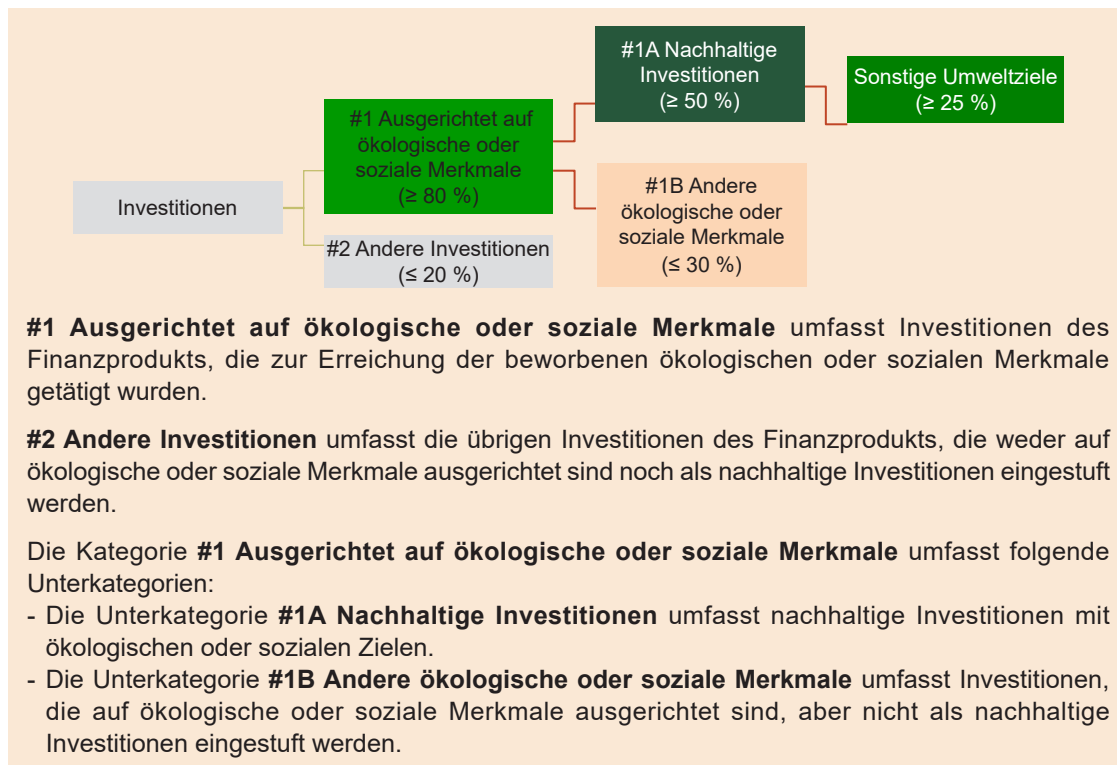 #1A Nachhaltige
Investitionen
(≥ 50 %)
Sonstige Umweltziele
(≥ 25 %)
#1 Ausgerichtet auf
ökologische oder
soziale Merkmale
(≥ 80 %)
Investitionen
#1B Andere
ökologische oder
soziale Merkmale
(≤ 30 %)
#2 Andere Investitionen
(≤ 20 %)
#1 Ausgerichtet auf ökologische oder soziale Merkmale umfasst Investitionen des
Finanzprodukts, die zur Erreichung der beworbenen ökologischen oder sozialen Merkmale
getätigt wurden.
#2 Andere Investitionen umfasst die übrigen Investitionen des Finanzprodukts, die weder auf
ökologische oder soziale Merkmale ausgerichtet sind noch als nachhaltige Investitionen eingestuft
werden.
Die Kategorie #1 Ausgerichtet auf ökologische oder soziale Merkmale umfasst folgende
Unterkategorien:
- Die Unterkategorie #1A Nachhaltige Investitionen umfasst nachhaltige Investitionen mit
ökologischen oder sozialen Zielen.
- Die Unterkategorie #1B Andere ökologische oder soziale Merkmale umfasst Investitionen,
die auf ökologische oder soziale Merkmale ausgerichtet sind, aber nicht als nachhaltige
Investitionen eingestuft werden.